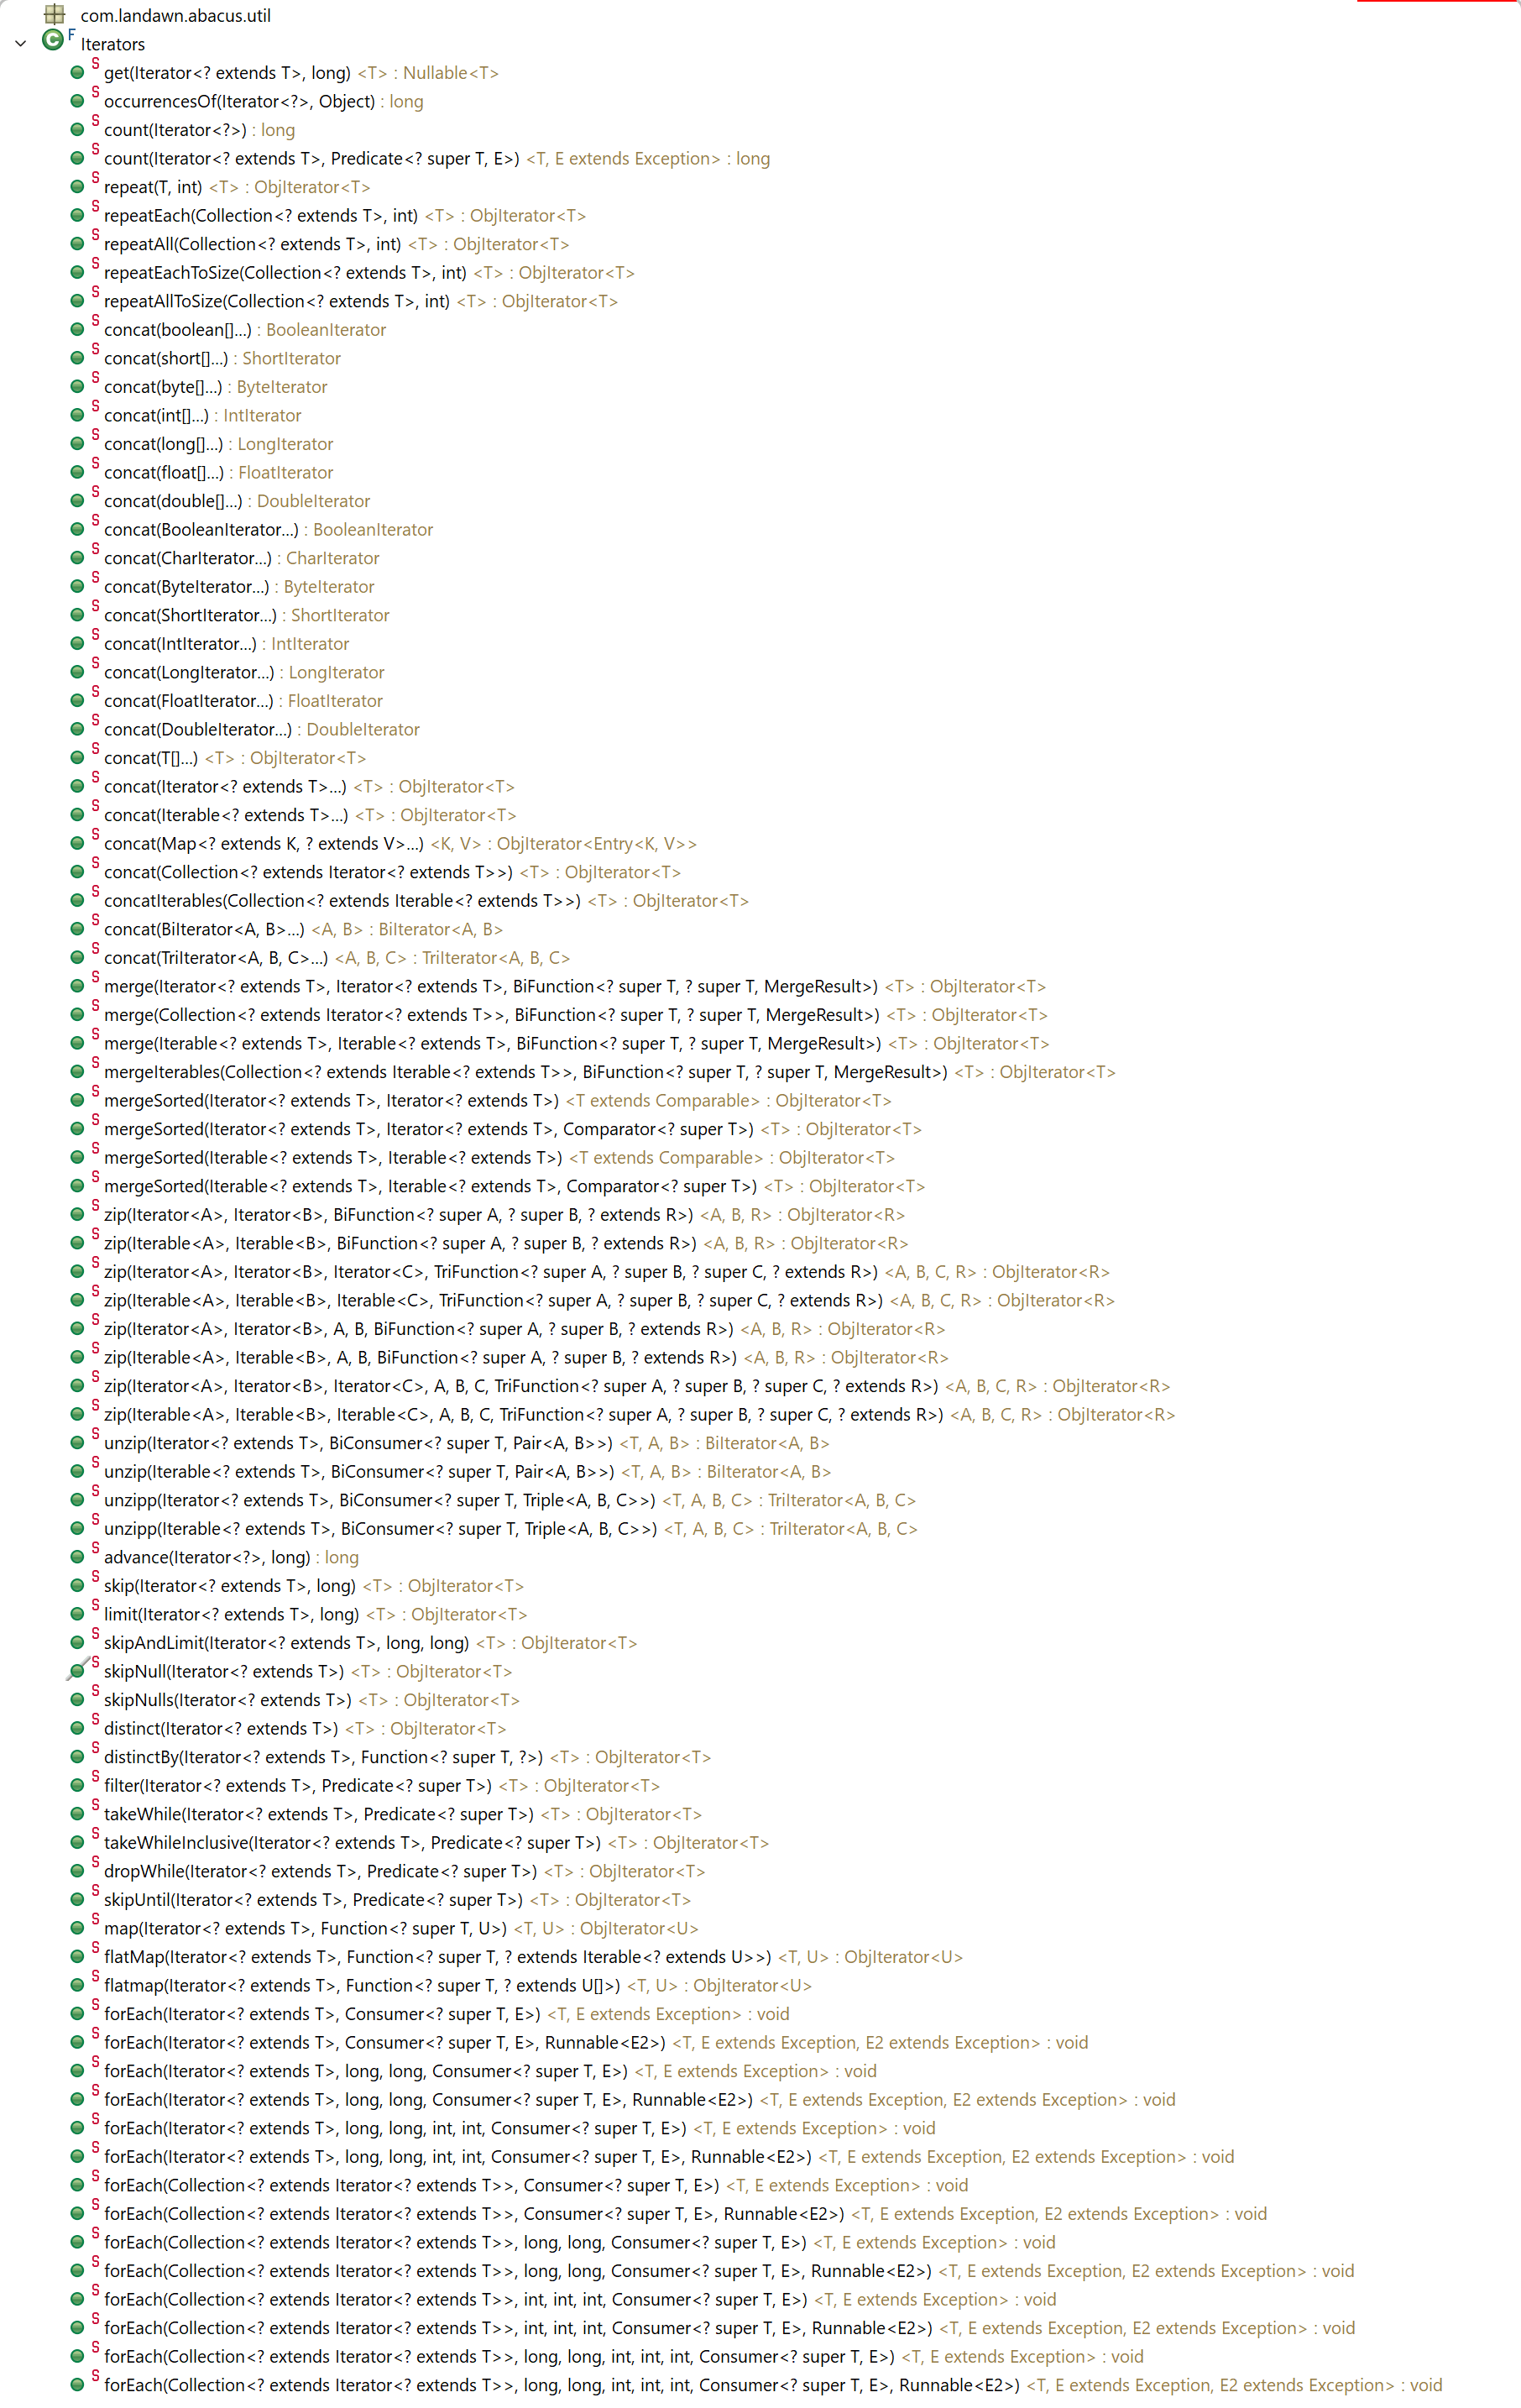 com.landawn.abacus.util
F Iterators
S get(Iterator<? extends T>, long) <T> : Nullable<T>
S occurrencesOf(Iterator<?>, Object) : long
S count(Iterator<?>) : long
S count(Iterator<? extends T>, Predicate<? super T, E>) <T, E extends Exception> : long
S repeat(T, int) <T> : ObjIterator<T>
S repeatEach(Collection<? extends T>, int) <T> : ObjIterator<T>
S repeatAll(Collection<? extends T>, int) <T> : ObjIterator<T>
S repeatEachToSize(Collection<? extends T>, int) <T> : ObjIterator<T>
S repeatAllToSize(Collection<? extends T>, int) <T> : ObjIterator<T>
S concat(boolean[]...) : BooleanIterator
S concat(short[]...) : ShortIterator
S concat(byte[]...) : ByteIterator
S concat(int[]...) : IntIterator
S concat(long[]...) : LongIterator
S concat(float[]...) : FloatIterator
S concat(double[]...) : DoubleIterator
S concat(BooleanIterator...) : BooleanIterator
S concat(CharIterator...) : CharIterator
S concat(ByteIterator...) : ByteIterator
S concat(ShortIterator...) : ShortIterator
S concat(IntIterator...) : IntIterator
S concat(LongIterator...) : LongIterator
S concat(FloatIterator...) : FloatIterator
S concat(DoubleIterator...) : DoubleIterator
S concat(T[]...) <T> : ObjIterator<T>
S concat(Iterator<? extends T>...) <T> : ObjIterator<T>
S concat(Iterable<? extends T>...) <T> : ObjIterator<T>
S concat(Map<? extends K, ? extends V>...) <K, V> : ObjIterator<Entry<K, V>>
S concat(Collection<? extends Iterator<? extends T>>) <T> : ObjIterator<T>
S concatIterables(Collection<? extends Iterable<? extends T>>) <T> : ObjIterator<T>
S concat(BiIterator<A, B>...) <A, B> : BiIterator<A, B>
S concat(TriIterator<A, B, C>...) <A, B, C> : TriIterator<A, B, C>
S merge(Iterator<? extends T>, Iterator<? extends T>, BiFunction<? super T, ? super T, MergeResult>) <T> : ObjIterator<T>
S merge(Collection<? extends Iterator<? extends T>>, BiFunction<? super T, ? super T, MergeResult>) <T> : ObjIterator<T>
S merge(Iterable<? extends T>, Iterable<? extends T>, BiFunction<? super T, ? super T, MergeResult>) <T> : ObjIterator<T>
S mergeIterables(Collection<? extends Iterable<? extends T>>, BiFunction<? super T, ? super T, MergeResult>) <T> : ObjIterator<T>
S mergeSorted(Iterator<? extends T>, Iterator<? extends T>) <T extends Comparable> : ObjIterator<T>
S mergeSorted(Iterator<? extends T>, Iterator<? extends T>, Comparator<? super T>) <T> : ObjIterator<T>
S mergeSorted(Iterable<? extends T>, Iterable<? extends T>) <T extends Comparable> : ObjIterator<T>
S mergeSorted(Iterable<? extends T>, Iterable<? extends T>, Comparator<? super T>) <T> : ObjIterator<T>
S zip(Iterator<A>, Iterator<B>, BiFunction<? super A, ? super B, ? extends R>) <A, B, R> : ObjIterator<R>
S zip(Iterable<A>, Iterable<B>, BiFunction<? super A, ? super B, ? extends R>) <A, B, R> : ObjIterator<R>
S zip(Iterator<A>, Iterator<B>, Iterator<C>, TriFunction<? super A, ? super B, ? super C, ? extends R>) <A, B, C, R> : ObjIterator<R>
S zip(Iterable<A>, Iterable<B>, Iterable<C>, TriFunction<? super A, ? super B, ? super C, ? extends R>) <A, B, C, R> : ObjIterator<R>
S zip(Iterator<A>, Iterator<B>, A, B, BiFunction<? super A, ? super B, ? extends R>) <A, B, R> : ObjIterator<R>
S zip(Iterable<A>, Iterable<B>, A, B, BiFunction<? super A, ? super B, ? extends R>) <A, B, R> : ObjIterator<R>
S zip(Iterator<A>, Iterator<B>, Iterator<C>, A, B, C, TriFunction<? super A, ? super B, ? super C, ? extends R>) <A, B, C, R> : ObjIterator<R>
S zip(Iterable<A>, Iterable<B>, Iterable<C>, A, B, C, TriFunction<? super A, ? super B, ? super C, ? extends R>) <A, B, C, R> : ObjIterator<R>
S unzip(Iterator<? extends T>, BiConsumer<? super T, Pair<A, B>>) <T, A, B> : BiIterator<A, B>
S unzip(Iterable<? extends T>, BiConsumer<? super T, Pair<A, B>>) <T, A, B> : BiIterator<A, B>
S unzipp(Iterator<? extends T>, BiConsumer<? super T, Triple<A, B, C>>) <T, A, B, C> : TriIterator<A, B, C>
S unzipp(Iterable<? extends T>, BiConsumer<? super T, Triple<A, B, C>>) <T, A, B, C> : TriIterator<A, B, C>
S advance(Iterator<?>, long) : long
S skip(Iterator<? extends T>, long) <T> : ObjIterator<T>
S limit(Iterator<? extends T>, long) <T> : ObjIterator<T>
S skipAndLimit(Iterator<? extends T>, long, long) <T> : ObjIterator<T>
S skipNull(Iterator<? extends T>) <T> : ObjIterator<T>
S skipNulls(Iterator<? extends T>) <T> : ObjIterator<T>
S distinct(Iterator<? extends T>) <T> : ObjIterator<T>
S distinctBy(Iterator<? extends T>, Function<? super T, ?>) <T> : ObjIterator<T>
S filter(Iterator<? extends T>, Predicate<? super T>) <T> : ObjIterator<T>
S takeWhile(Iterator<? extends T>, Predicate<? super T>) <T> : ObjIterator<T>
S takeWhileInclusive(Iterator<? extends T>, Predicate<? super T>) <T> : ObjIterator<T>
S dropWhile(Iterator<? extends T>, Predicate<? super T>) <T> : ObjIterator<T>
S skipUntil(Iterator<? extends T>, Predicate<? super T>) <T> : ObjIterator<T>
S map(Iterator<? extends T>, Function<? super T, U>) <T, U> : ObjIterator<U>
S flatMap(Iterator<? extends T>, Function<? super T, ? extends Iterable<? extends U>>) <T, U> : ObjIterator<U>
S flatmap(Iterator<? extends T>, Function<? super T, ? extends U[]>) <T, U> : ObjIterator<U>
S forEach(Iterator<? extends T>, Consumer<? super T, E>) <T, E extends Exception> : void
S forEach(Iterator<? extends T>, Consumer<? super T, E>, Runnable<E2>) <T, E extends Exception, E2 extends Exception> : void
S forEach(Iterator<? extends T>, long, long, Consumer<? super T, E>) <T, E extends Exception> : void
S forEach(Iterator<? extends T>, long, long, Consumer<? super T, E>, Runnable<E2>) <T, E extends Exception, E2 extends Exception> : void
S forEach(Iterator<? extends T>, long, long, int, int, Consumer<? super T, E>) <T, E extends Exception> : void
S forEach(Iterator<? extends T>, long, long, int, int, Consumer<? super T, E>, Runnable<E2>) <T, E extends Exception, E2 extends Exception> : void
S forEach(Collection<? extends Iterator<? extends T>>, Consumer<? super T, E>) <T, E extends Exception> : void
S forEach(Collection<? extends Iterator<? extends T>>, Consumer<? super T, E>, Runnable<E2>) <T, E extends Exception, E2 extends Exception> : void
S forEach(Collection<? extends Iterator<? extends T>>, long, long, Consumer<? super T, E>) <T, E extends Exception> : void
S forEach(Collection<? extends Iterator<? extends T>>, long, long, Consumer<? super T, E>, Runnable<E2>) <T, E extends Exception, E2 extends Exception> : void
S forEach(Collection<? extends Iterator<? extends T>>, int, int, int, Consumer<? super T, E>) <T, E extends Exception> : void
S forEach(Collection<? extends Iterator<? extends T>>, int, int, int, Consumer<? super T, E>, Runnable<E2>) <T, E extends Exception, E2 extends Exception> : void
S forEach(Collection<? extends Iterator<? extends T>>, long, long, int, int, int, Consumer<? super T, E>) <T, E extends Exception> : void
S forEach(Collection<? extends Iterator<? extends T>>, long, long, int, int, int, Consumer<? super T, E>, Runnable<E2>) <T, E extends Exception, E2 extends Exception> : void